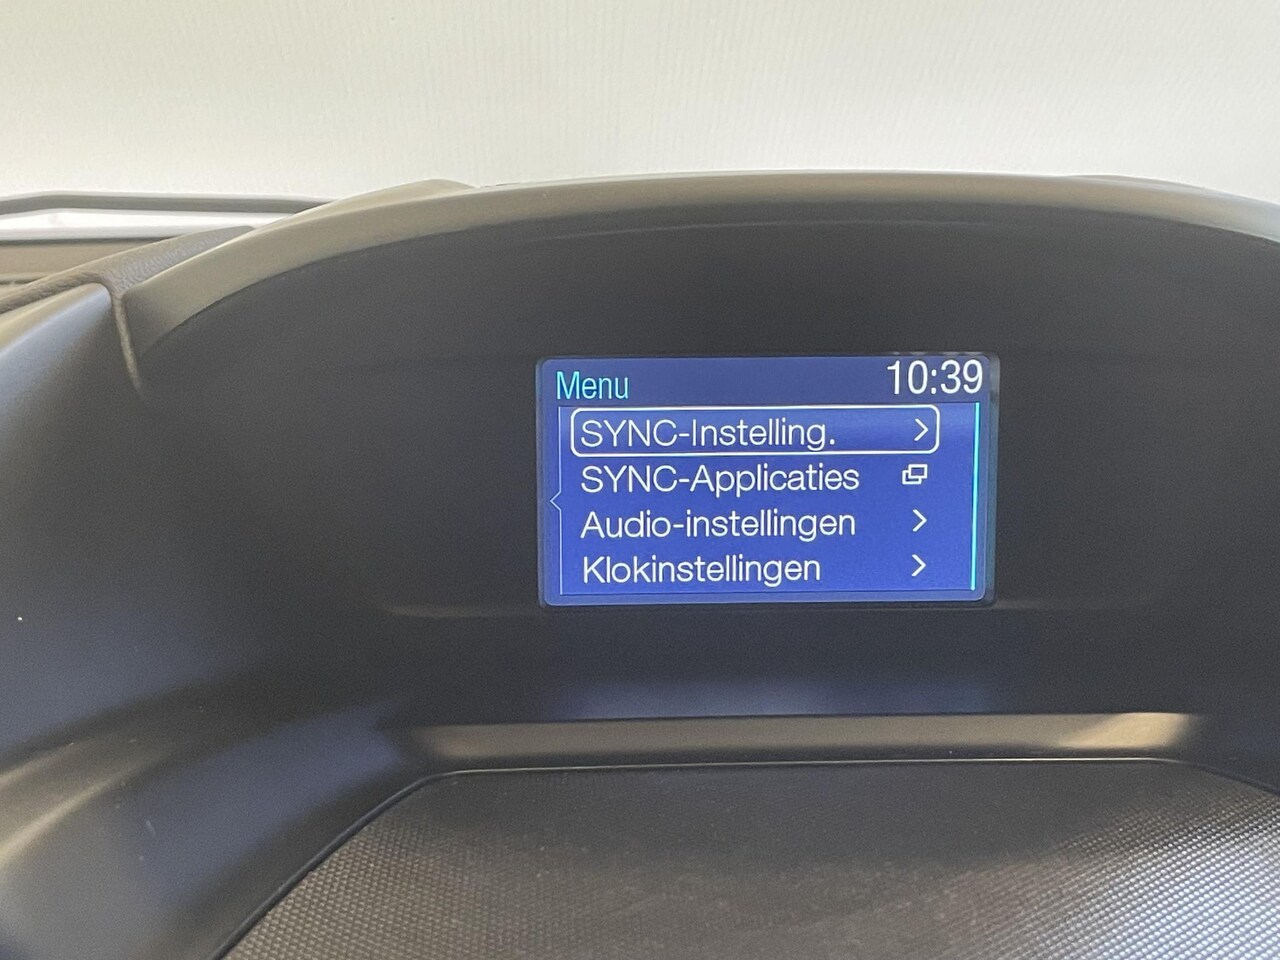 Menu 10:39
SYNC-Instelling.
SYNC-Applicaties
Audio-instellingen
Klokinstellingen